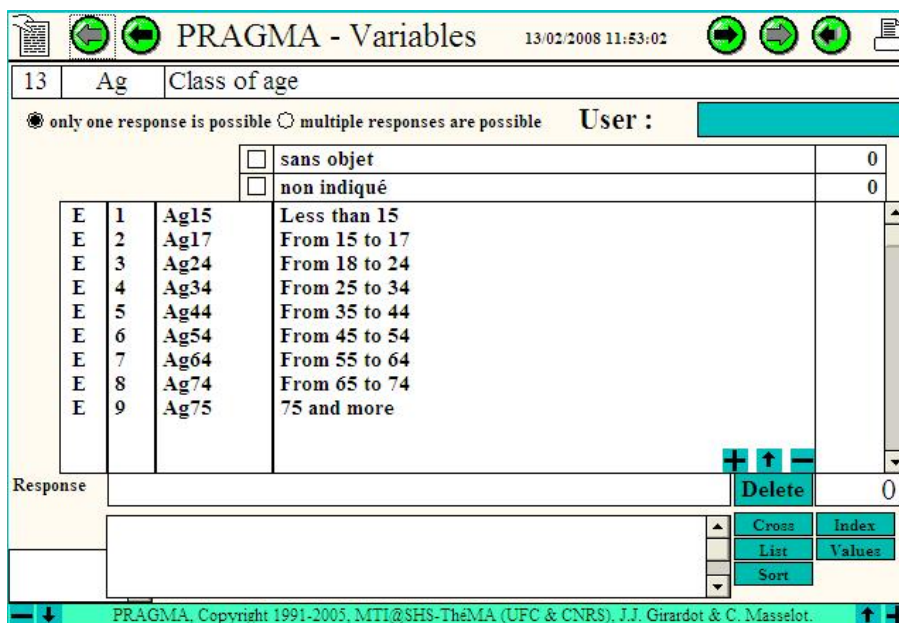 PRAGMA - Variables 13/02/2008 11:53:02
13 Ag Class of age
only one response is possible multiple responses are possible User :
sans objet 0
non indiqué 0
E 1 Ag15 Less than 15
E 2 Ag17 From 15 to 17
E 3 Ag24 From 18 to 24
E 4 Ag34 From 25 to 34
E 5 Ag44 From 35 to 44
E 6 Ag54 From 45 to 54
E 7 Ag64 From 55 to 64
E 8 Ag74 From 65 to 74
E 9 Ag75 75 and more
Response Delete 0
Cross Index
List Values
Sort
PRAGMA, Copyright 1991-2005, MTI@SHS-ThéMA (UFC & CNRS), J.J. Girardot & C. Masselot.